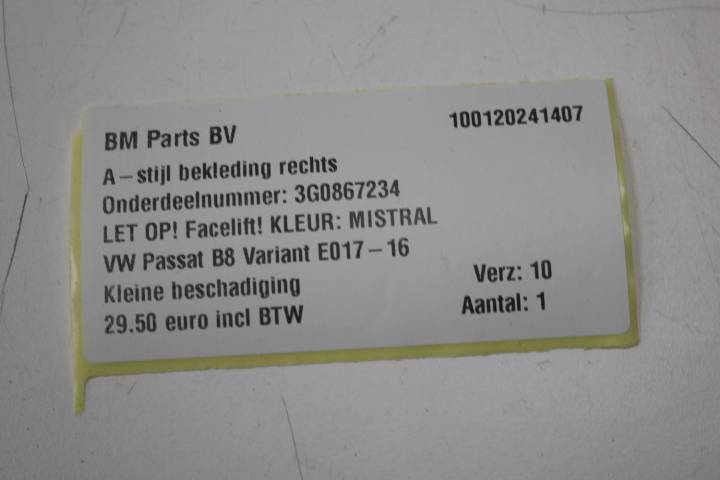 BM Parts BV 100120241407
A-stijl bekleding rechts
Onderdeelnummer: 3G0867234
LET OP! Facelift! KLEUR: MISTRAL
VW Passat B8 Variant E017-16
Kleine beschadiging Verz: 10
29.50 euro incl BTW Aantal: 1